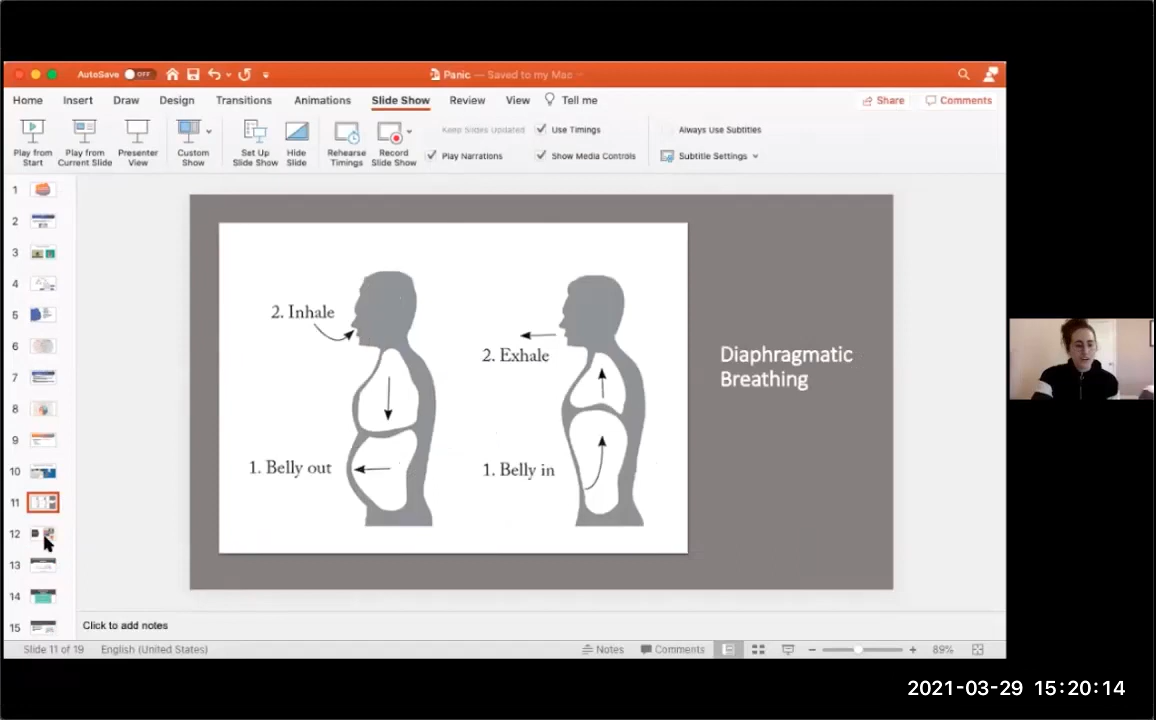 AutoSave OFF
Panic — Saved to my Mac
Home Insert Draw Design Transitions Animations Slide Show Review View Tell me
Share Comments
Play from Start
Play from Current Slide
Presenter View
Custom Show
Set Up Slide Show
Hide Slide
Rehearse Timings
Record Slide Show
Keep Slides Updated
Use Timings
Play Narrations
Show Media Controls
Always Use Subtitles
Subtitle Settings
1
2
3
4
5
6
7
8
9
10
11
12
13
14
15
2. Inhale
1. Belly out
2. Exhale
1. Belly in
Diaphragmatic
Breathing
Click to add notes
Slide 11 of 19 English (United States)
Notes Comments 89%
2021-03-29 15:20:14